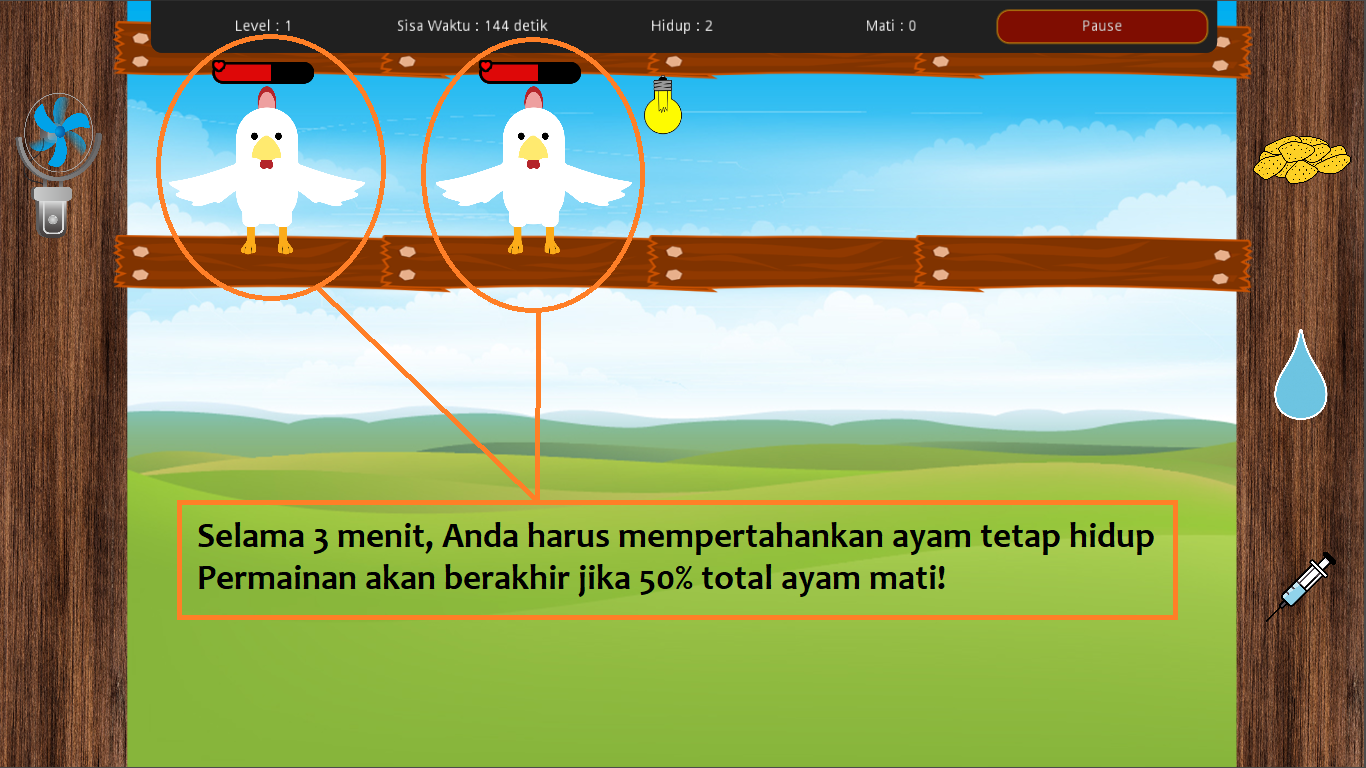 Level : 1
Sisa Waktu : 144 detik
Hidup : 2
Mati : 0
Pause
Selama 3 menit, Anda harus mempertahankan ayam tetap hidup
Permainan akan berakhir jika 50% total ayam mati!